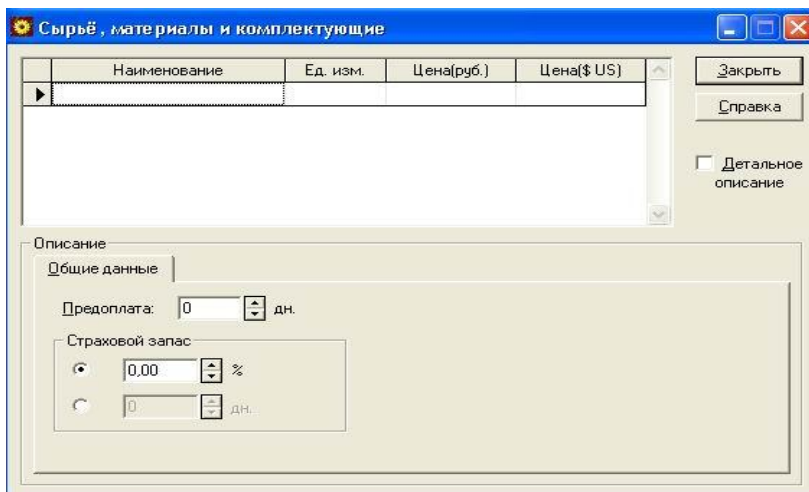 Сырьё , материалы и комплектующие
Наименование Ед. изм. Цена(руб.) Цена($ US)
Закрыть
Справка
Детальное
описание
Описание
Общие данные
Предоплата: 0 дн.
Страховой запас
0,00 %
0 дн.